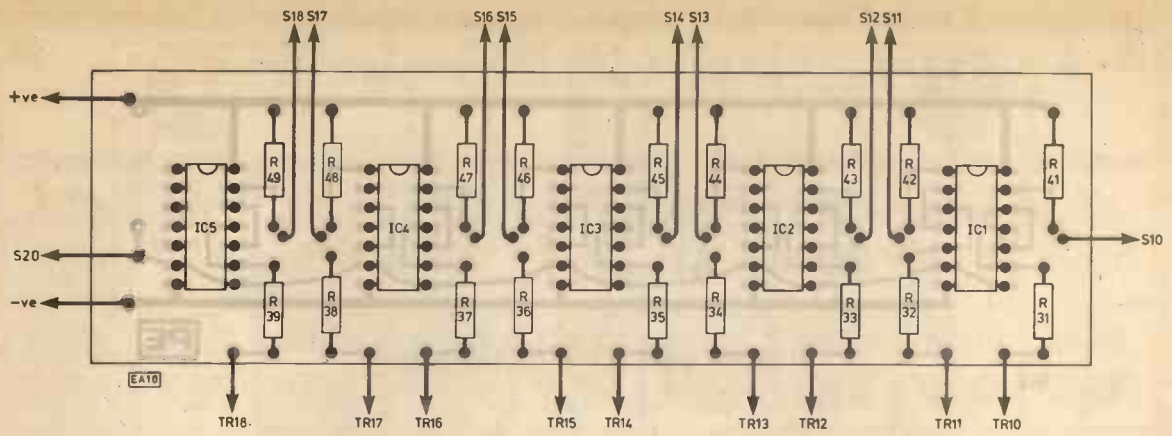 S18 S17 S16 S15 S14 S13 S12 S11
+ve
R 49 R 48 R 47 R 46 R 45 R 44 R 43 R 42 R 41
IC5 IC4 IC3 IC2 IC1
S10
S20
-ve
R 39 R 38 R 37 R 36 R 35 R 34 R 33 R 32 R 31
PE
EA10
TR18. TR17 TR16 TR15 TR14 TR13 TR12 TR11 TR10